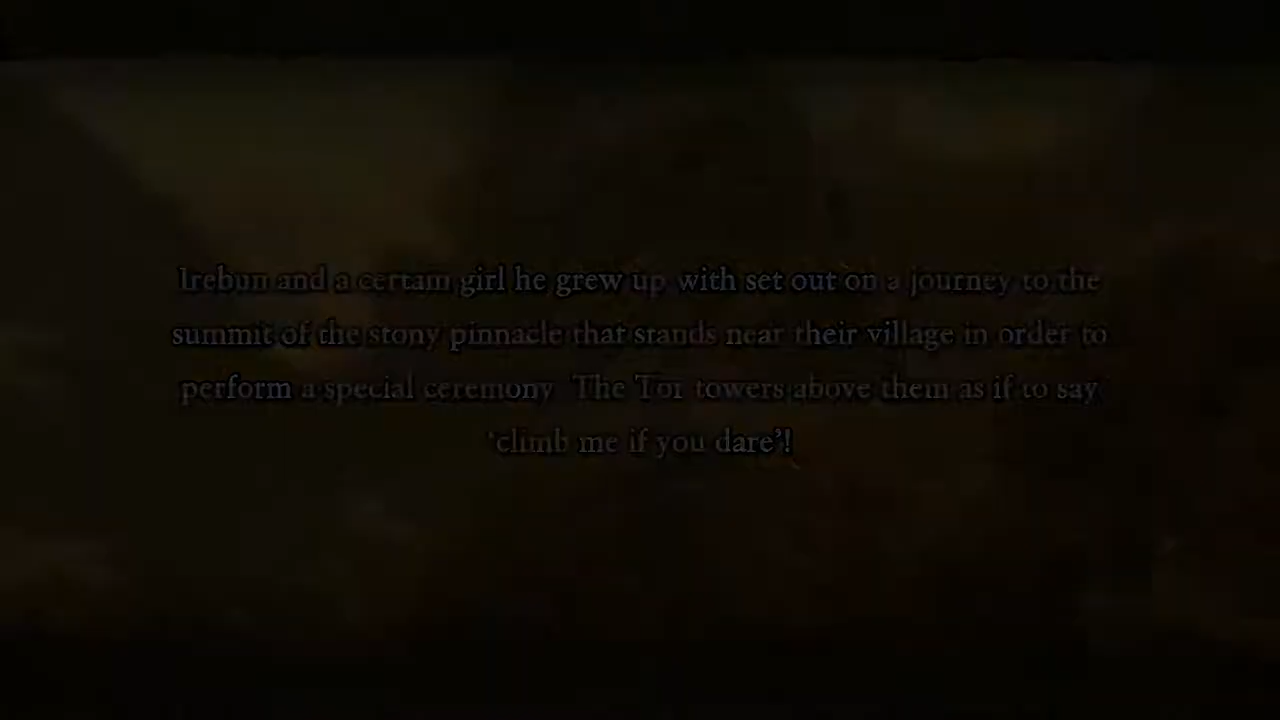 Irebun and a certain girl he grew up with set out on a journey to the
summit of the stony pinnacle that stands near their village in order to
perform a special ceremony. The Tor towers above them as if to say
‘climb me if you dare’!